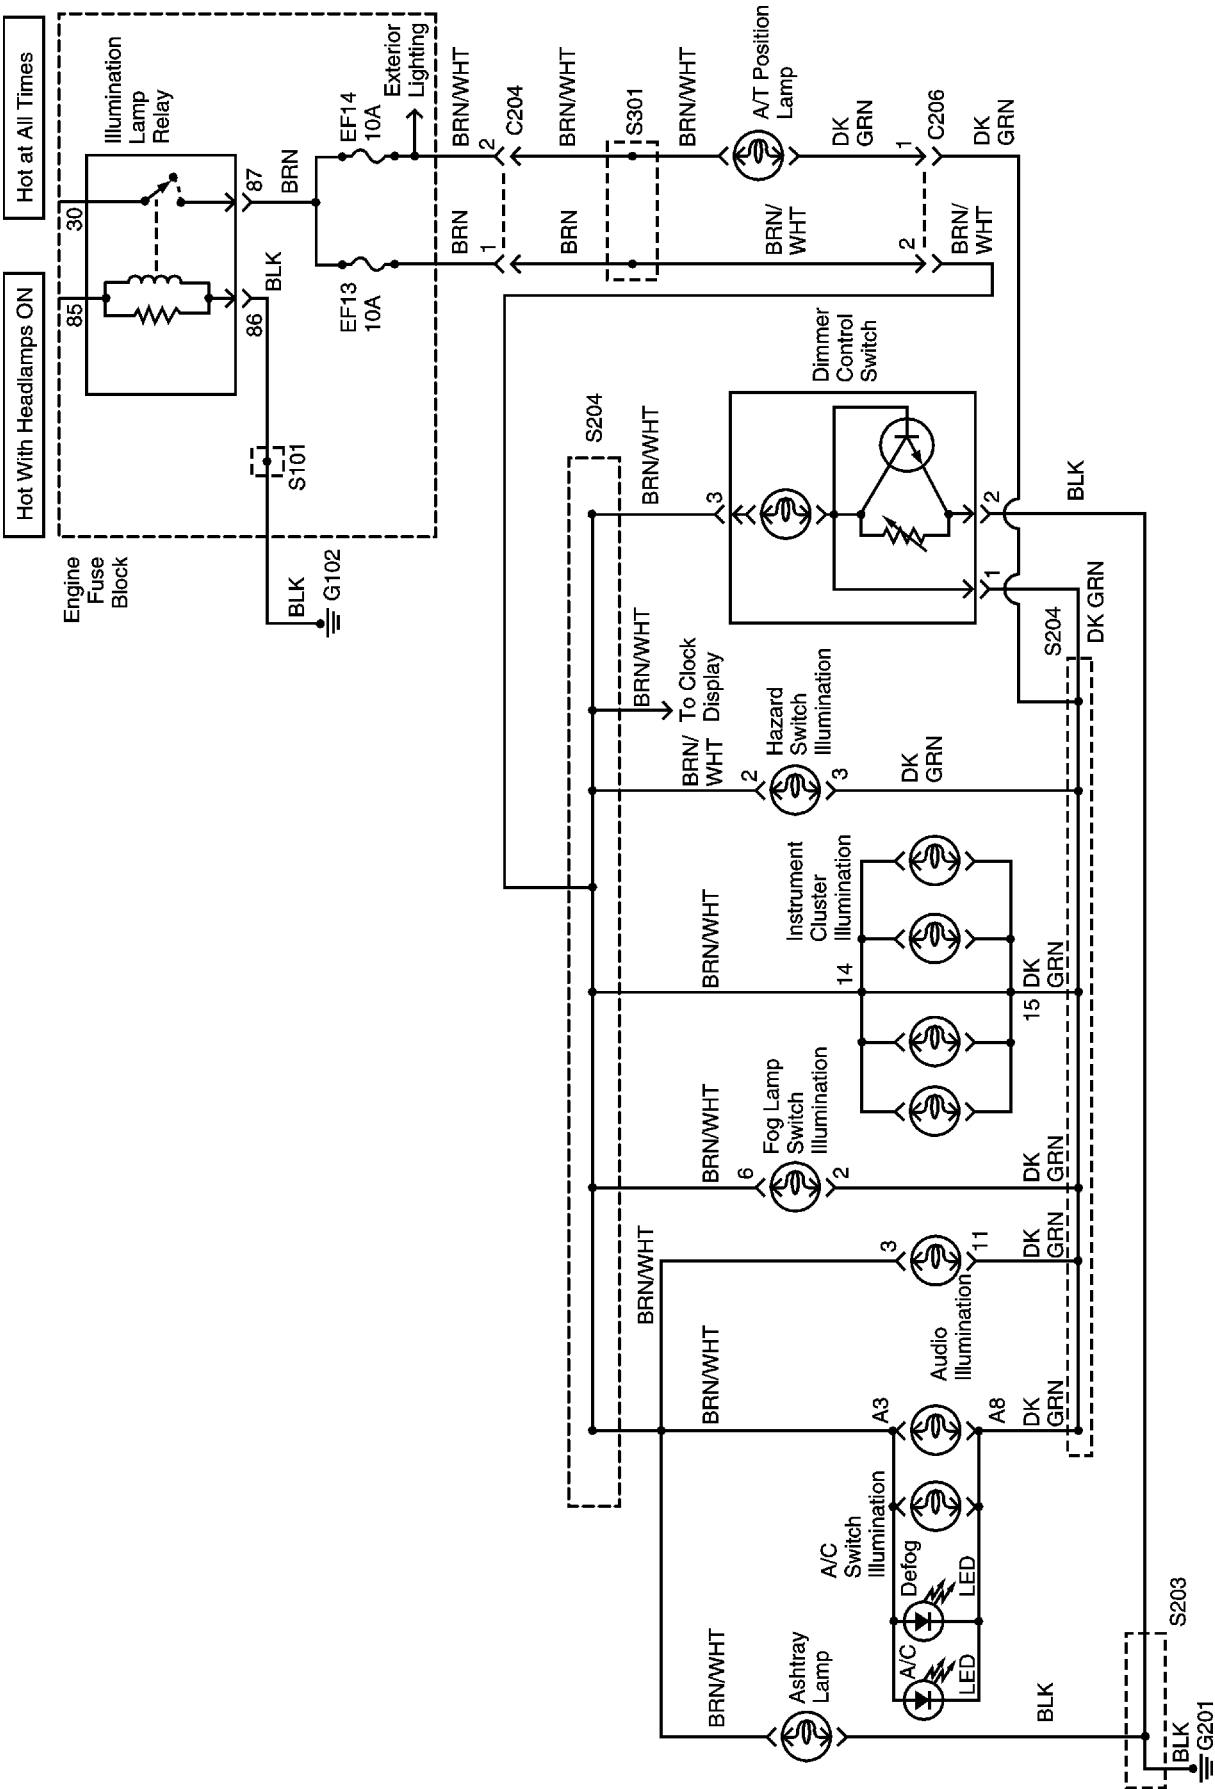 Hot at All Times
Hot With Headlamps ON
Illumination
Lamp
Relay
30
87
85
86
BRN
BLK
EF14
10A
EF13
10A
Exterior
Lighting
S101
Engine
Fuse
Block
BLK
G102
BRN/WHT
BRN
2
1
C204
BRN/WHT
BRN
S301
BRN/WHT
A/T Position
Lamp
BRN/
WHT
DK
GRN
1
2
C206
DK
GRN
BRN/
WHT
S204
BRN/WHT
Dimmer
Control
Switch
3
2
1
BLK
DK GRN
S204
BRN/WHT
To Clock
Display
BRN/
WHT
2
Hazard
Switch
Illumination
3
DK
GRN
BRN/WHT
Instrument
Cluster
Illumination
14
15
DK
GRN
BRN/WHT
Fog Lamp
Switch
Illumination
6
2
DK
GRN
BRN/WHT
3
11
DK
GRN
Audio
Illumination
BRN/WHT
A3
A8
DK
GRN
A/C
Switch
Illumination
Defog
LED
A/C
LED
BRN/WHT
Ashtray
Lamp
BLK
S203
BLK
G201